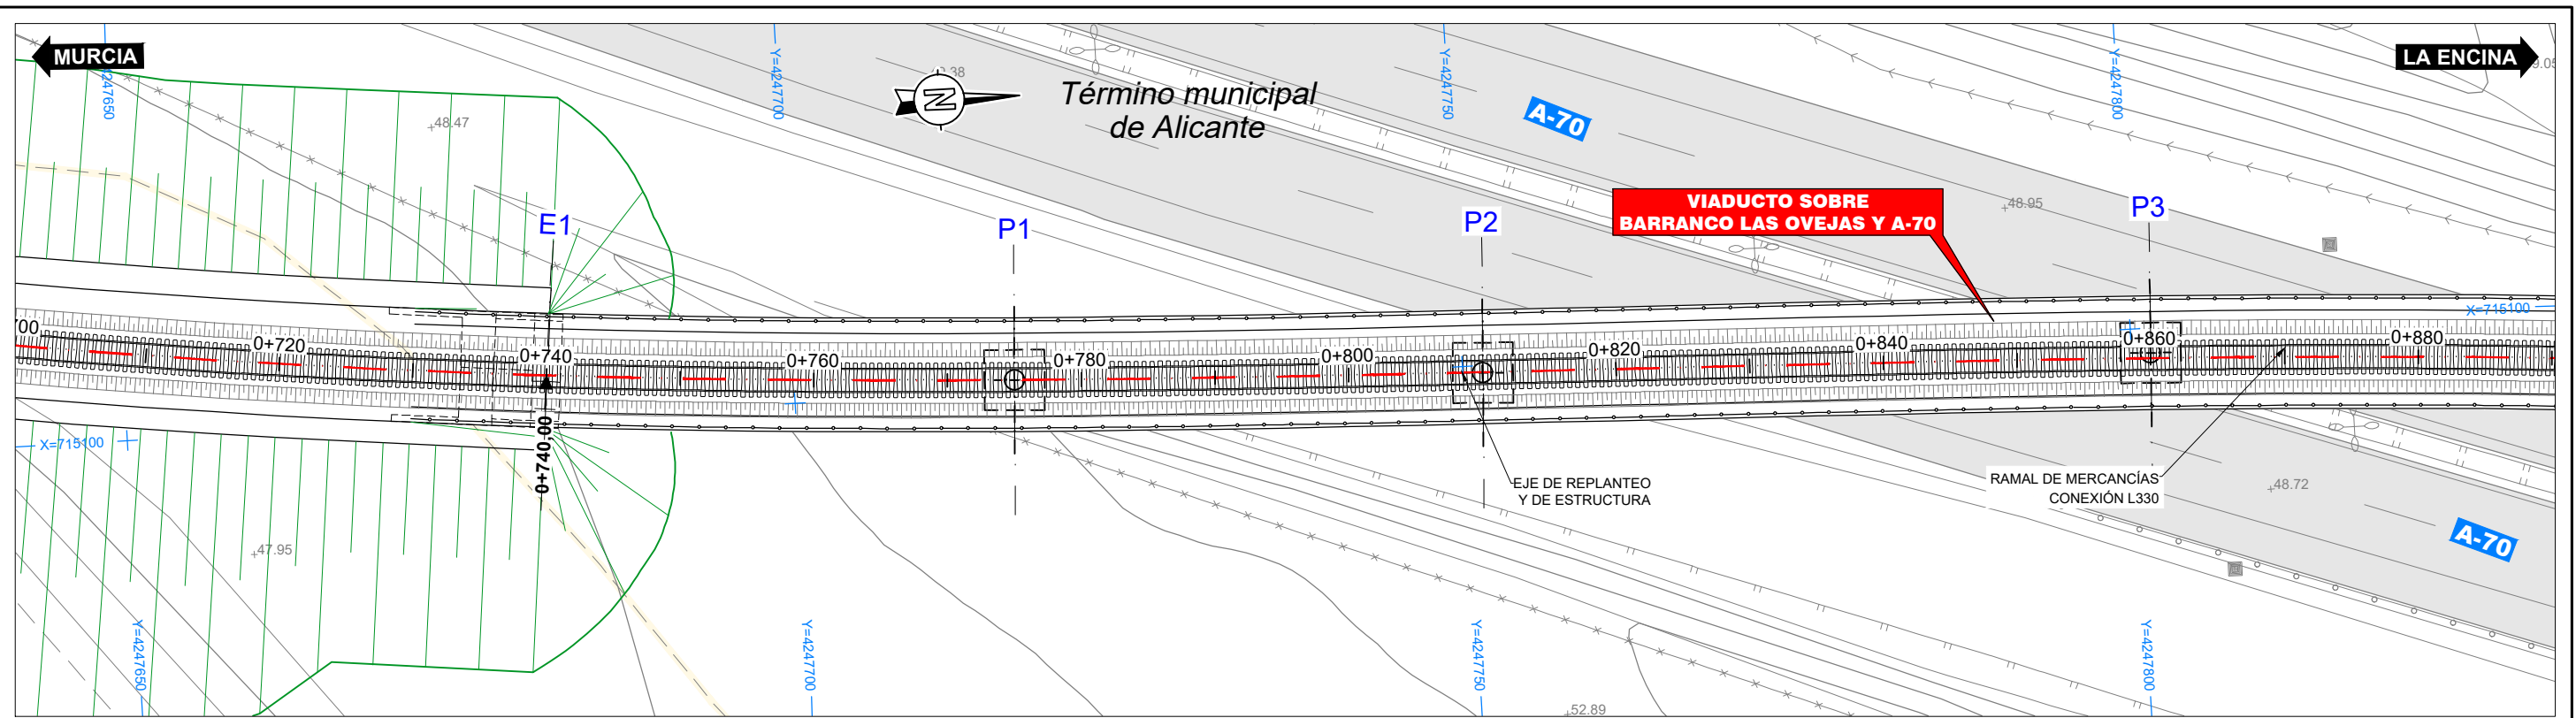 MURCIA
LA ENCINA
Y=4247650
Y=4247700
Y=4247750
Y=4247800
Término municipal
de Alicante
N
A-70
48.47
VIADUCTO SOBRE
BARRANCO LAS OVEJAS Y A-70
48.95
E1
P1
P2
P3
X=715100
0+720
0+740
0+760
0+780
0+800
0+820
0+840
0+860
0+880
0+740,00
X=715100
EJE DE REPLANTEO
Y DE ESTRUCTURA
RAMAL DE MERCANCÍAS
CONEXIÓN L330
48.72
A-70
47.95
Y=4247650
Y=4247700
Y=4247750
Y=4247800
52.89